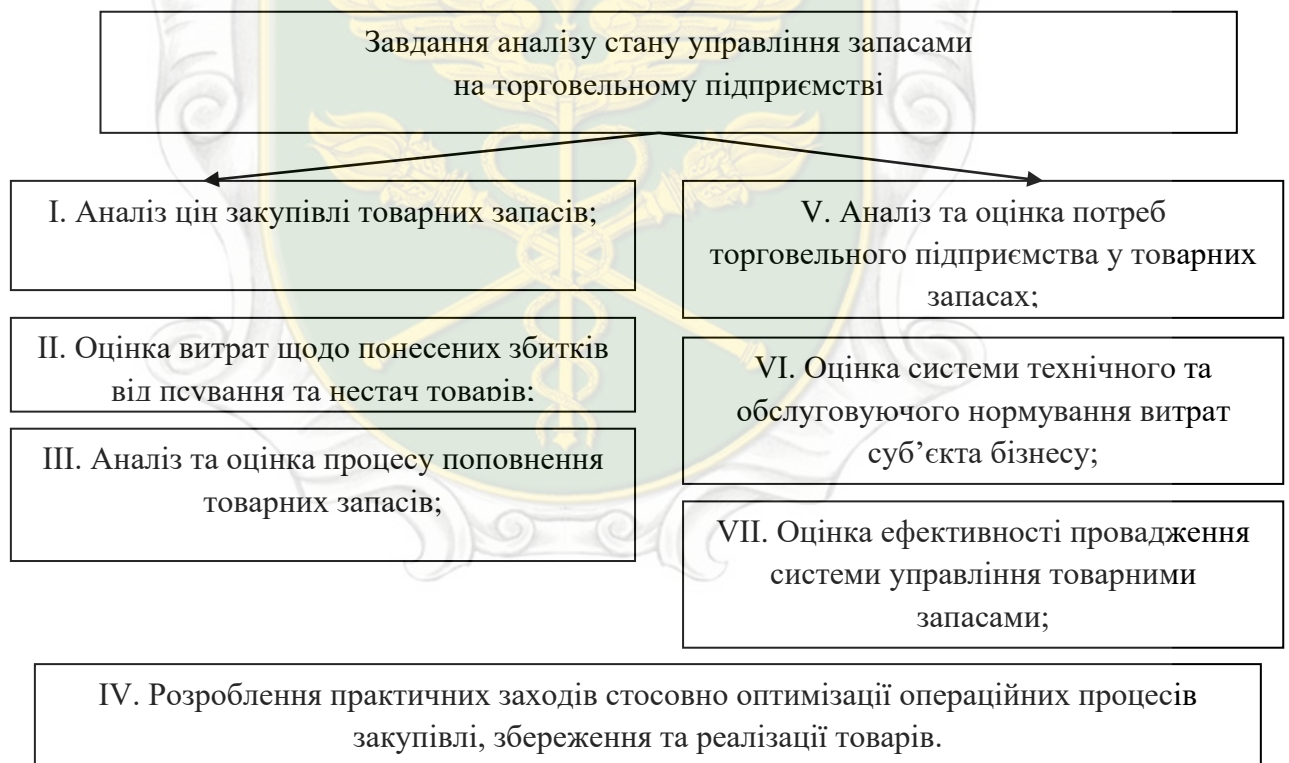 Завдання аналізу стану управління запасами
на торговельному підприємстві
І. Аналіз цін закупівлі товарних запасів;
ІІ. Оцінка витрат щодо понесених збитків
від псування та нестач товарів;
ІІІ. Аналіз та оцінка процесу поповнення
товарних запасів;
V. Аналіз та оцінка потреб
торговельного підприємства у товарних
запасах;
VI. Оцінка системи технічного та
обслуговуючого нормування витрат
суб’єкта бізнесу;
VII. Оцінка ефективності провадження
системи управління товарними
запасами;
IV. Розроблення практичних заходів стосовно оптимізації операційних процесів
закупівлі, збереження та реалізації товарів.